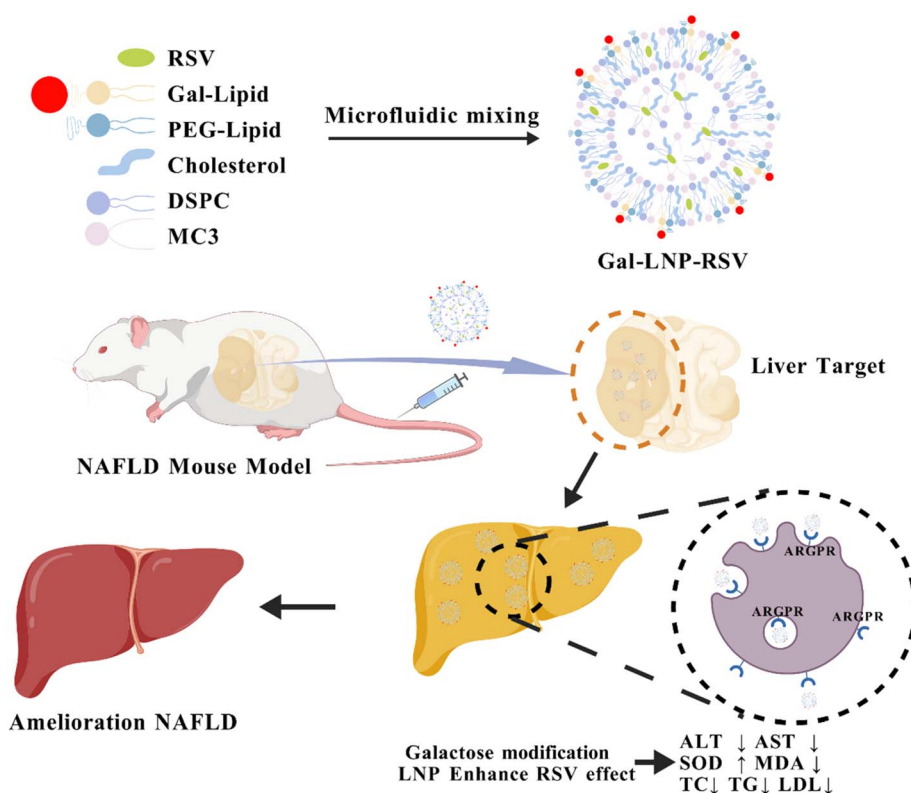 RSV
Gal-Lipid
PEG-Lipid
Cholesterol
DSPC
MC3
Microfluidic mixing
Gal-LNP-RSV
NAFLD Mouse Model
Liver Target
ARGPR
ARGPR
ARGPR
Amelioration NAFLD
Galactose modification
LNP Enhance RSV effect
ALT ↓ AST ↓
SOD ↑ MDA ↓
TC↓ TG↓ LDL↓